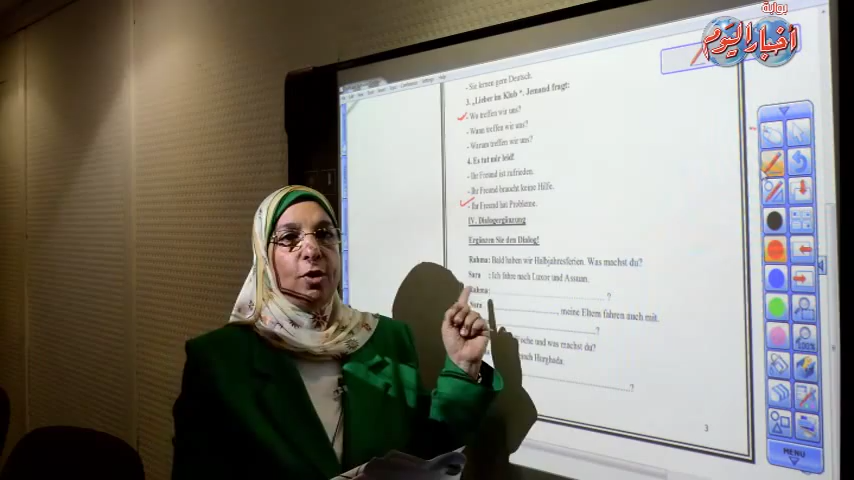 بوابة
أخبار اليوم
- Sie lernen gern Deutsch.
3. „Lieber im Klub “. Jemand fragt:
- Wo treffen wir uns?
- Wann treffen wir uns?
- Warum treffen wir uns?
4. Es tut mir leid!
- Ihr Freund ist zufrieden.
- Ihr Freund braucht keine Hilfe.
- Ihr Freund hat Probleme.
IV. Dialogergänzung
Ergänzen Sie den Dialog!
Rahma: Bald haben wir Halbjahresferien. Was machst du?
Sara : Ich fahre nach Luxor und Assuan.
Rahma: ?
Sara , meine Eltern fahren auch mit.
?
und was machst du?
nach Hurghada.
?
3
100%
MENU